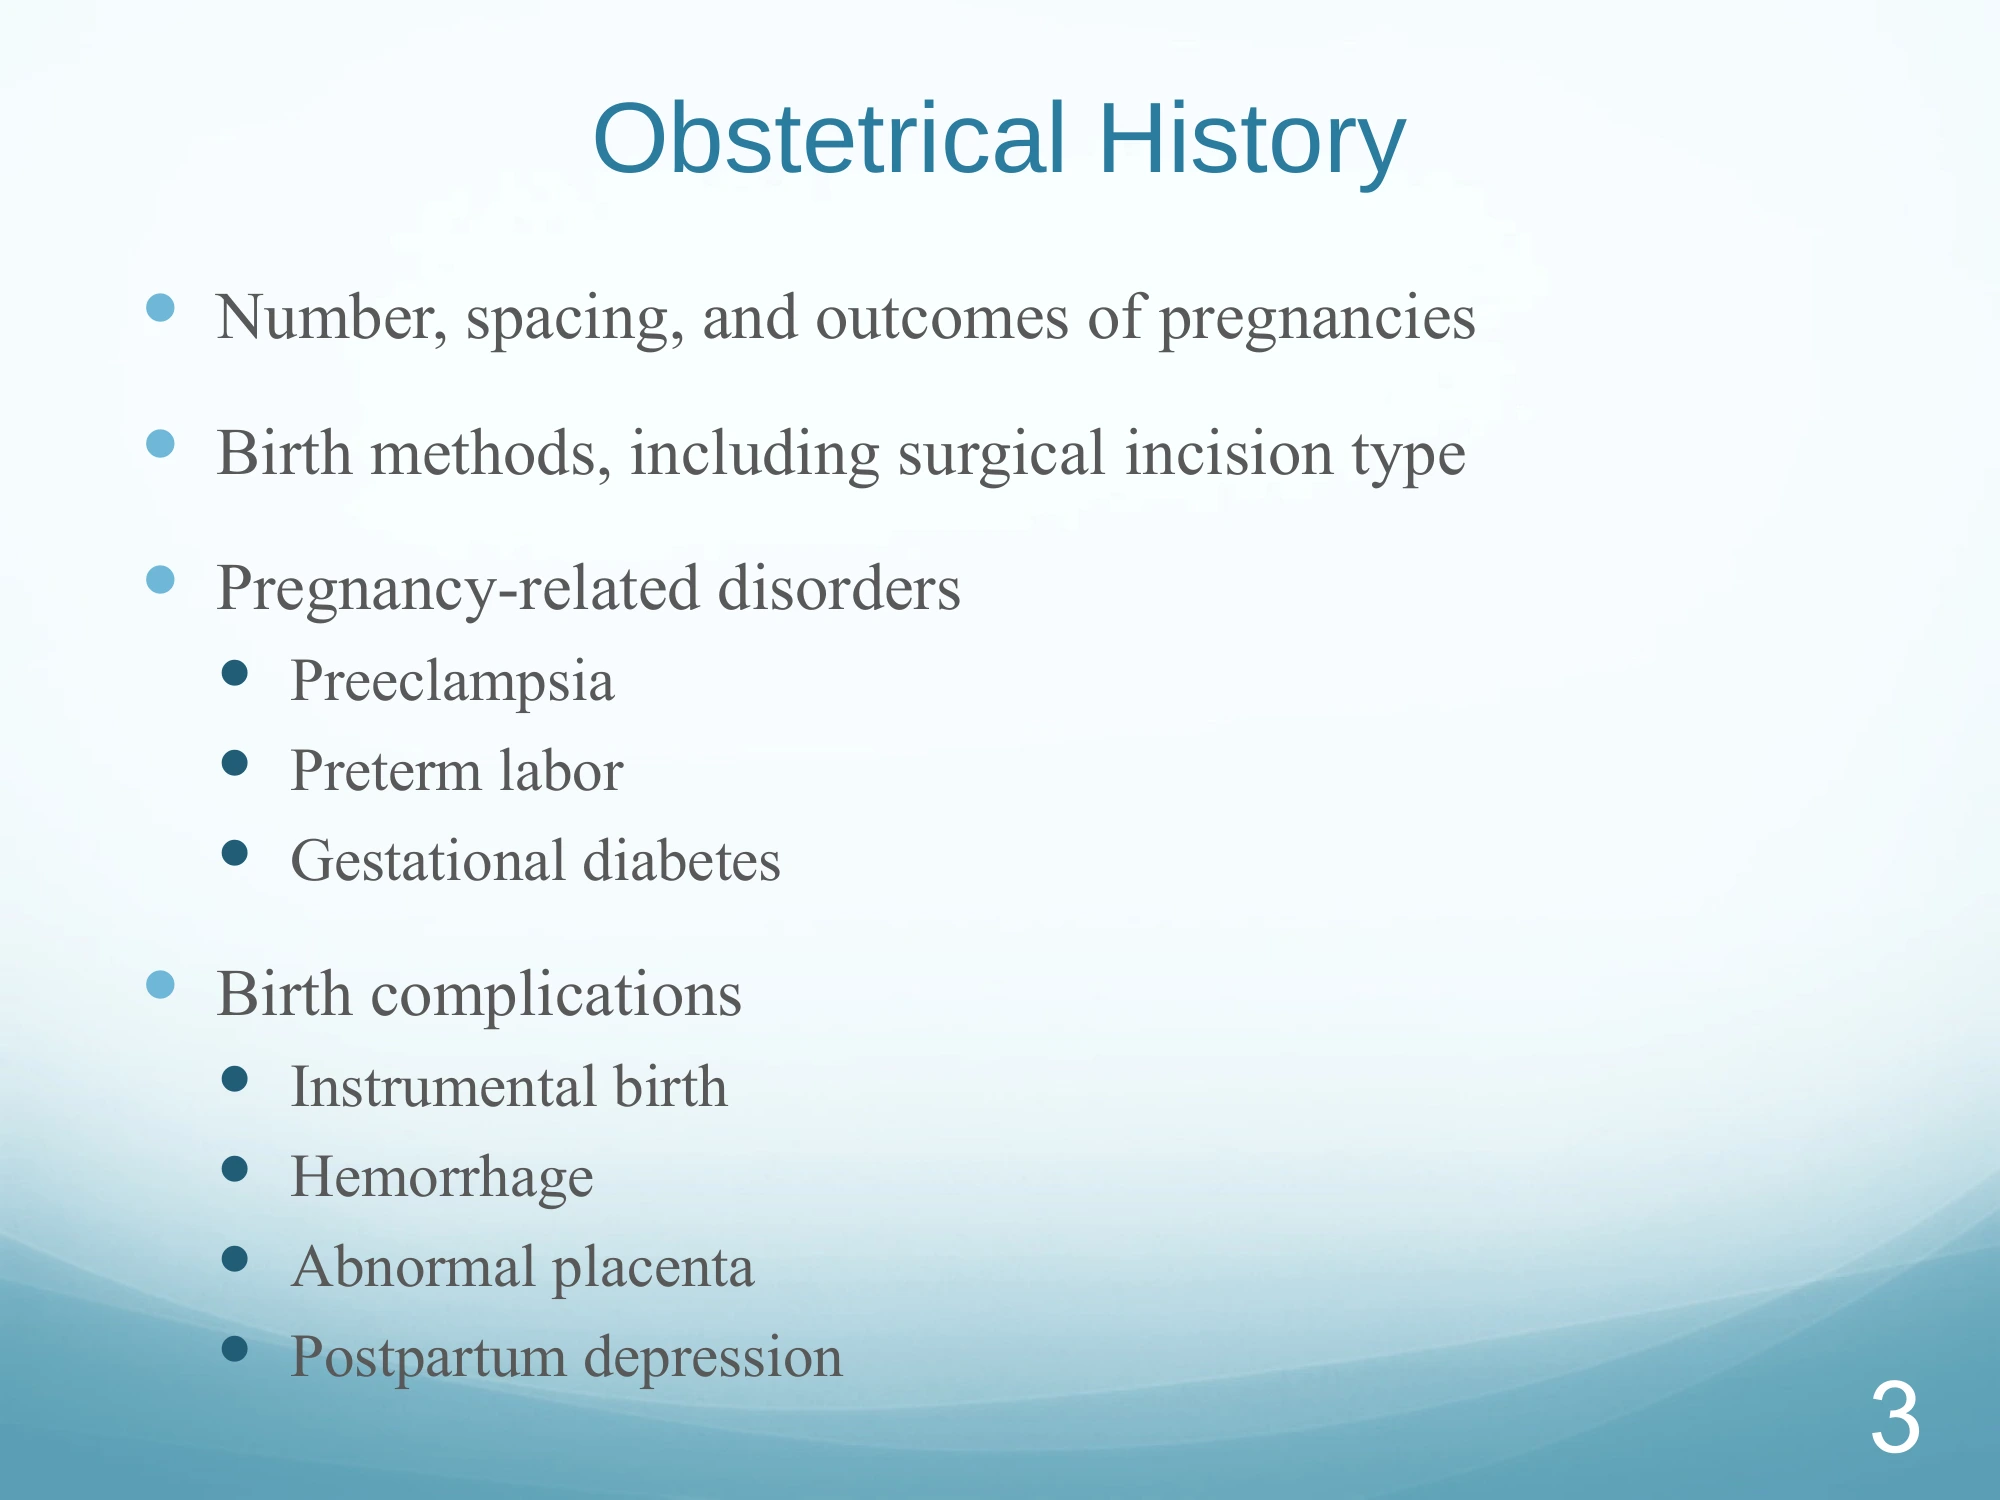 Obstetrical History
• Number, spacing, and outcomes of pregnancies
• Birth methods, including surgical incision type
• Pregnancy-related disorders
• Preeclampsia
• Preterm labor
• Gestational diabetes
• Birth complications
• Instrumental birth
• Hemorrhage
• Abnormal placenta
• Postpartum depression
3